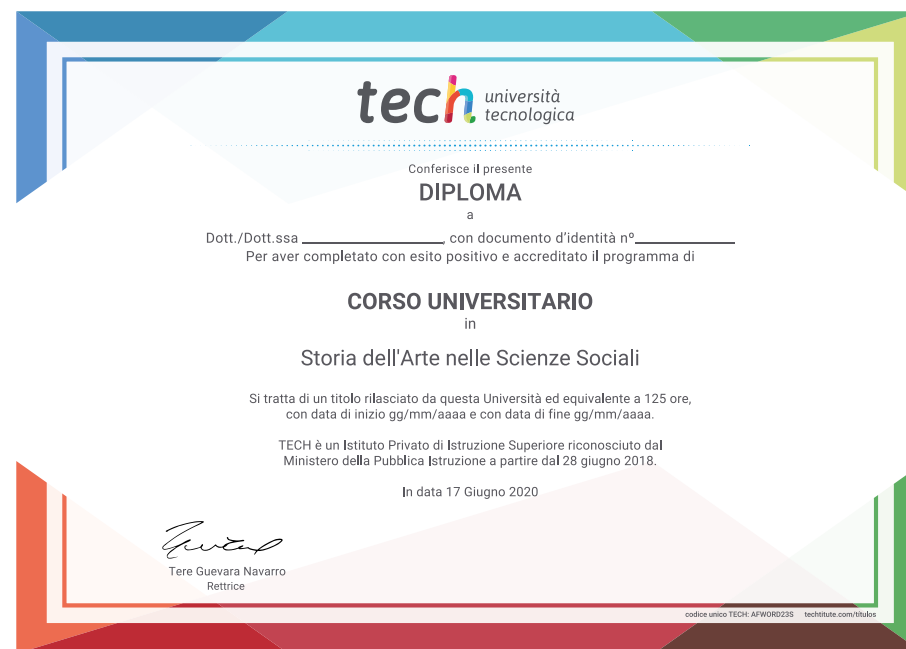 tech università
tecnologica
Conferisce il presente
DIPLOMA
a
Dott./Dott.ssa ____________________, con documento d'identità nº______________
Per aver completato con esito positivo e accreditato il programma di
CORSO UNIVERSITARIO
in
Storia dell'Arte nelle Scienze Sociali
Si tratta di un titolo rilasciato da questa Università ed equivalente a 125 ore,
con data di inizio gg/mm/aaaa e con data di fine gg/mm/aaaa.
TECH è un Istituto Privato di Istruzione Superiore riconosciuto dal
Ministero della Pubblica Istruzione a partire dal 28 giugno 2018.
In data 17 Giugno 2020
Tere Guevara Navarro
Rettrice
codice unico TECH: AFWORD23S techtitute.com/titulos